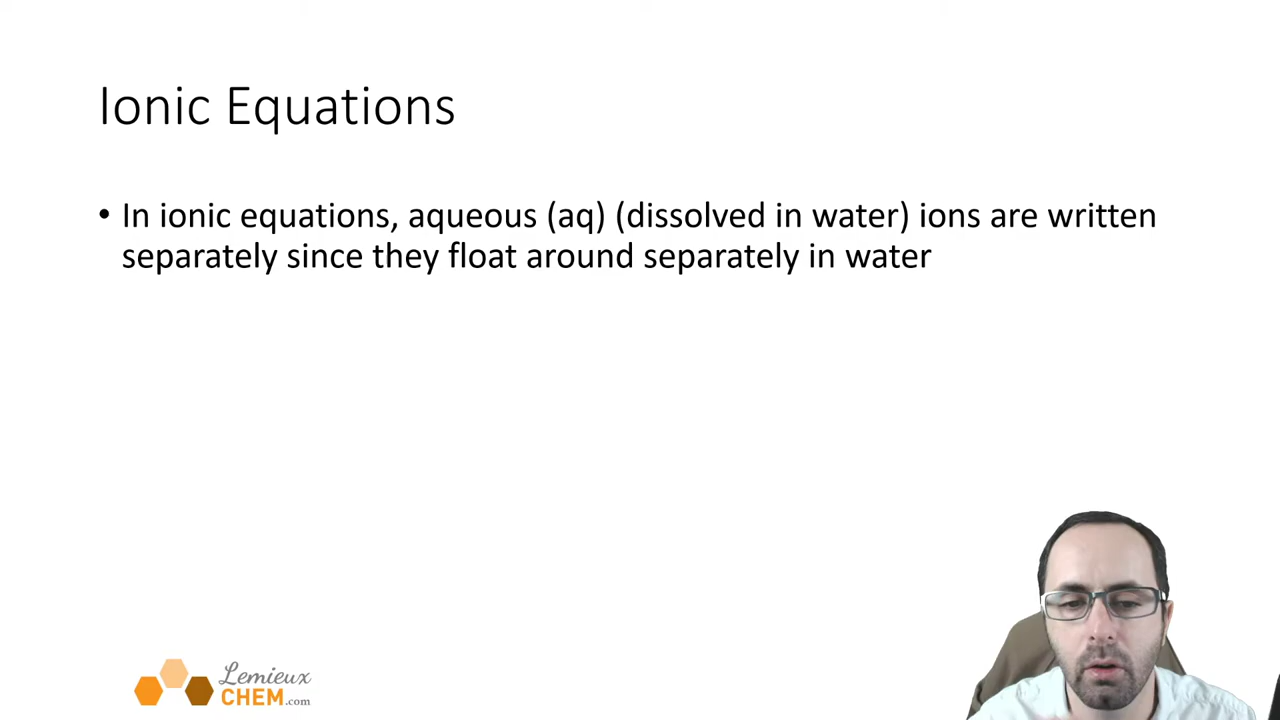 Ionic Equations
• In ionic equations, aqueous (aq) (dissolved in water) ions are written
separately since they float around separately in water
Lemieux
CHEM.com